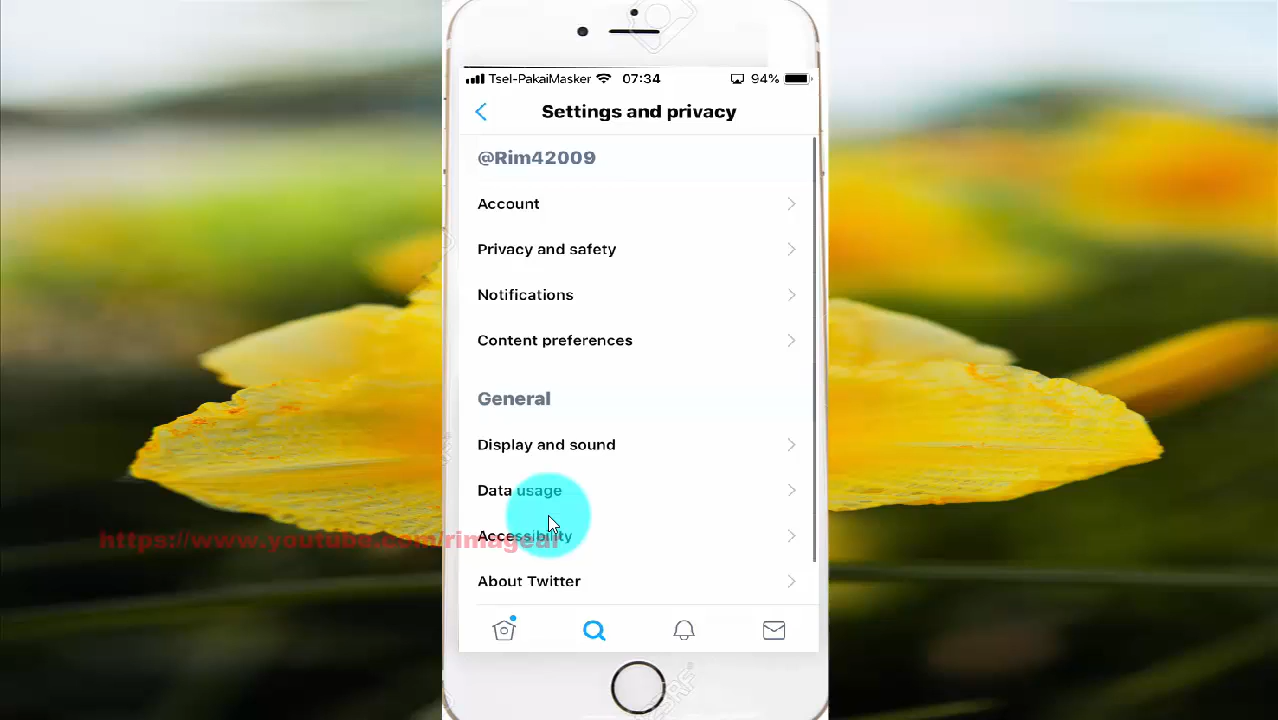 Tsel-PakaiMasker 07:34 94%
Settings and privacy
@Rim42009
Account
Privacy and safety
Notifications
Content preferences
General
Display and sound
Data usage
Accessibility
https://www.youtube.com/rimagear
About Twitter